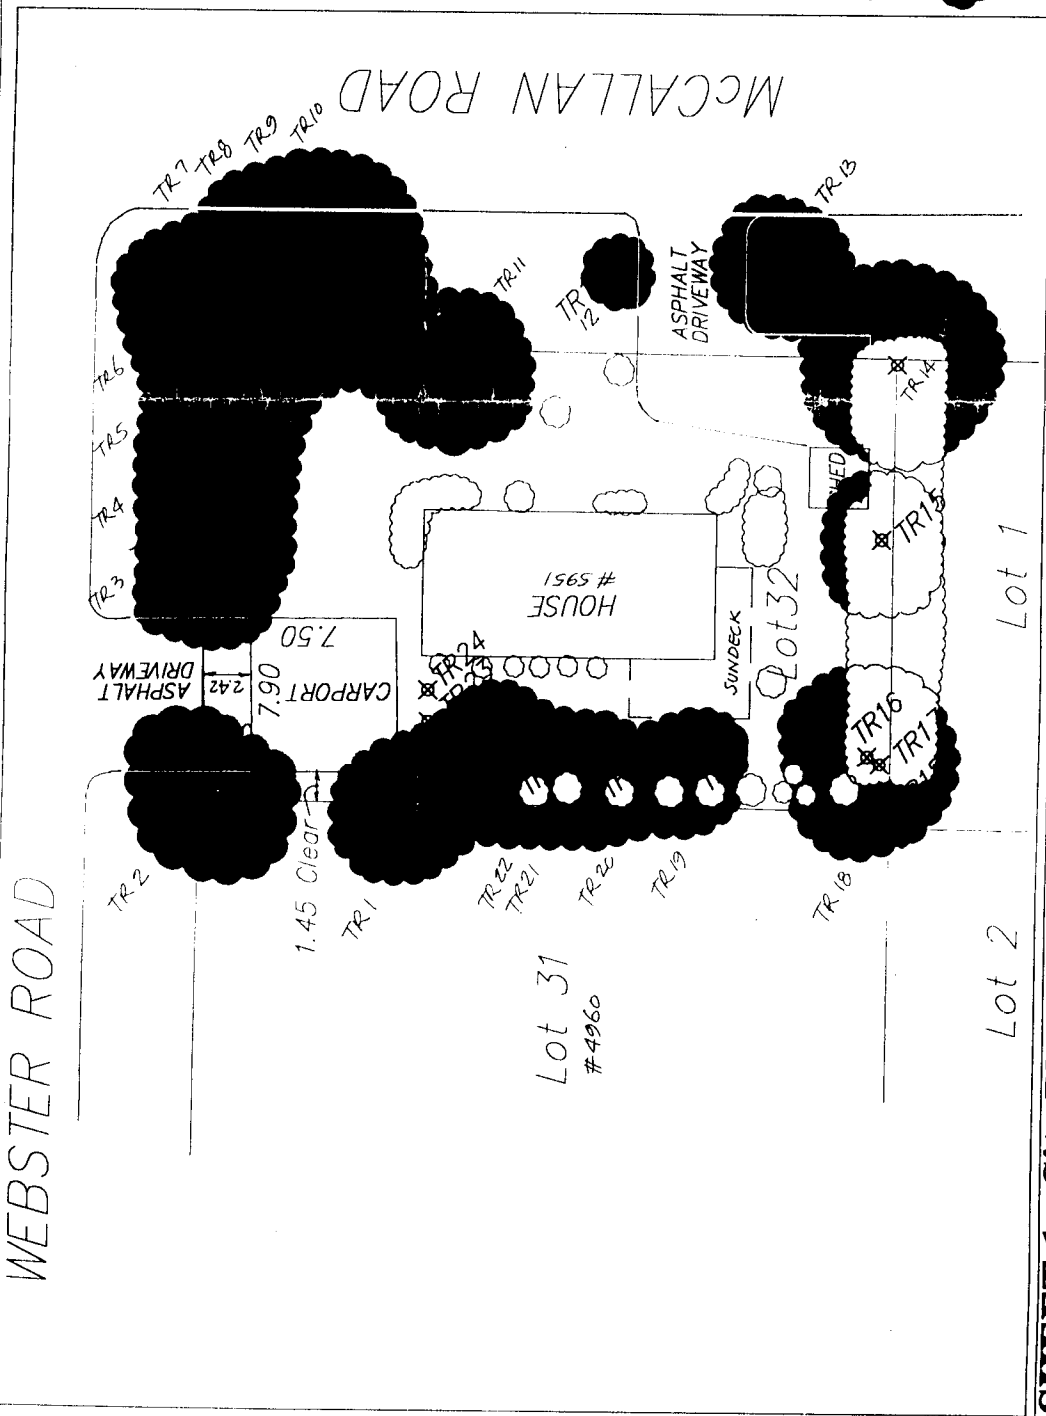 McCALLAN ROAD
TR7
TR8
TR9
TR10
TR13
TR11
TR
12
ASPHALT
DRIVEWAY
TR6
TR5
TR4
TR3
TR14
TR15
HOUSE
# 5951
Lot 1
7.50
CARPORT
7.90
2.42
ASPHALT
DRIVEWAY
TR24
SUNDECK
Lot 32
TR16
TR17
WEBSTER ROAD
TR2
1.45 Clear
TR1
TR22
TR21
TR20
TR19
TR18
Lot 31
#4960
Lot 2